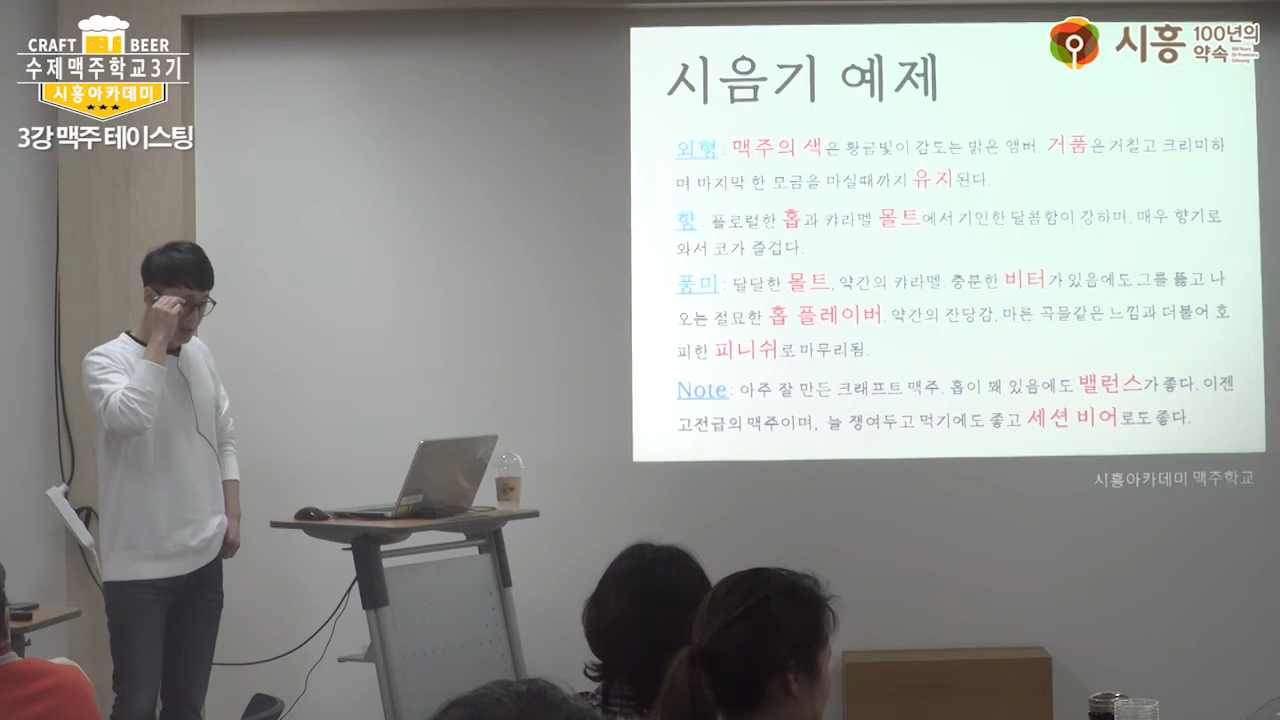 CRAFT BEER
수제맥주학교3기
시흥아카데미
3강 맥주 테이스팅
시흥 100년의 약속
시음기 예제
외형 : 맥주의 색은 황금빛이 감도는 밝은 앰버. 거품은 거칠고 크리미하
며 마지막 한 모금을 마실때까지 유지된다.
향 : 플로럴한 홉과 캬라멜 몰트에서 기인한 달콤함이 강하며, 매우 향기로
와서 코가 즐겁다.
풍미 : 달달한 몰트, 약간의 캬라멜. 충분한 비터가 있음에도 그를 뚫고 나
오는 절묘한 홉 플레이버. 약간의 잔당감, 마른 곡물같은 느낌과 더불어 호
피한 피니쉬로 마무리됨.
Note : 아주 잘 만든 크래프트 맥주. 홉이 꽤 있음에도 밸런스가 좋다. 이젠
고전급의 맥주이며, 늘 쟁여두고 먹기에도 좋고 세션 비어로도 좋다.
시흥아카데미 맥주학교